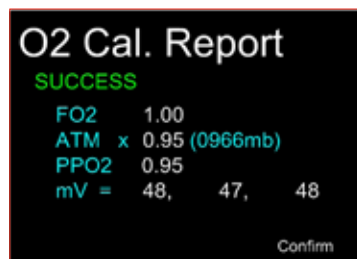 O2 Cal. Report
SUCCESS
FO2 1.00
ATM x 0.95 (0966mb)
PPO2 0.95
mV = 48, 47, 48
Confirm